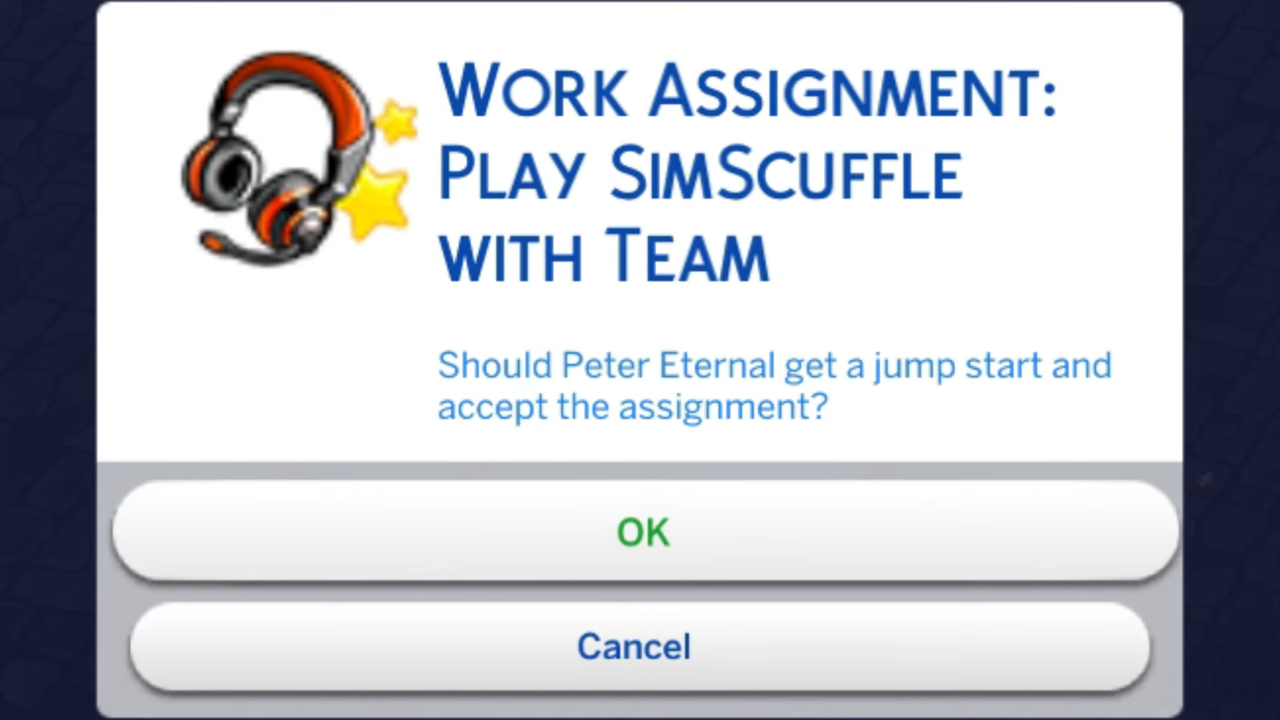 WORK ASSIGNMENT:
PLAY SIMSCUFFLE
WITH TEAM
Should Peter Eternal get a jump start and
accept the assignment?
OK
Cancel